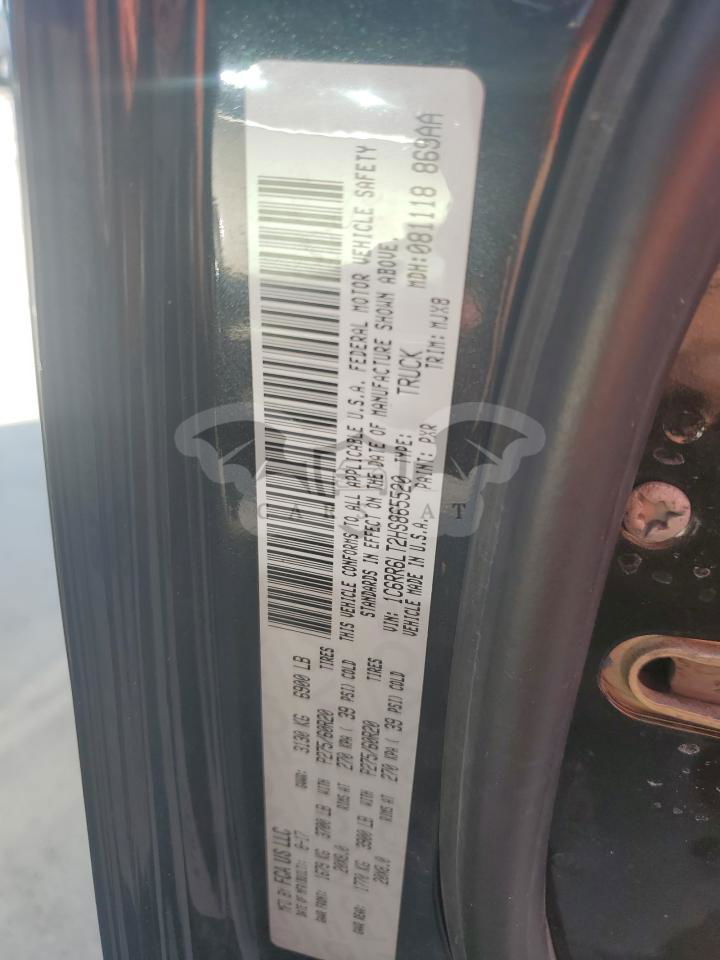 MFD BY: FCA US LLC
DATE OF MFR(BUILT): 8-17 GVWR: 3130 KG 6900 LB
GAWR FRONT: 1679 KG 3700 LB WITH P275/60R20 TIRES
20X8.0 RIMS AT 270 KPA ( 39 PSI) COLD
GAWR REAR: 1770 KG 3900 LB WITH P275/60R20 TIRES
20X8.0 RIMS AT 270 KPA ( 39 PSI) COLD
THIS VEHICLE CONFORMS TO ALL APPLICABLE U.S.A. FEDERAL MOTOR VEHICLE SAFETY
STANDARDS IN EFFECT ON THE DATE OF MANUFACTURE SHOWN ABOVE.
VIN: 1C6RR6LT2HS865520 TYPE: TRUCK MDH:081118 869AA
VEHICLE MADE IN U.S.A. PAINT: PXR TRIM: MJX8